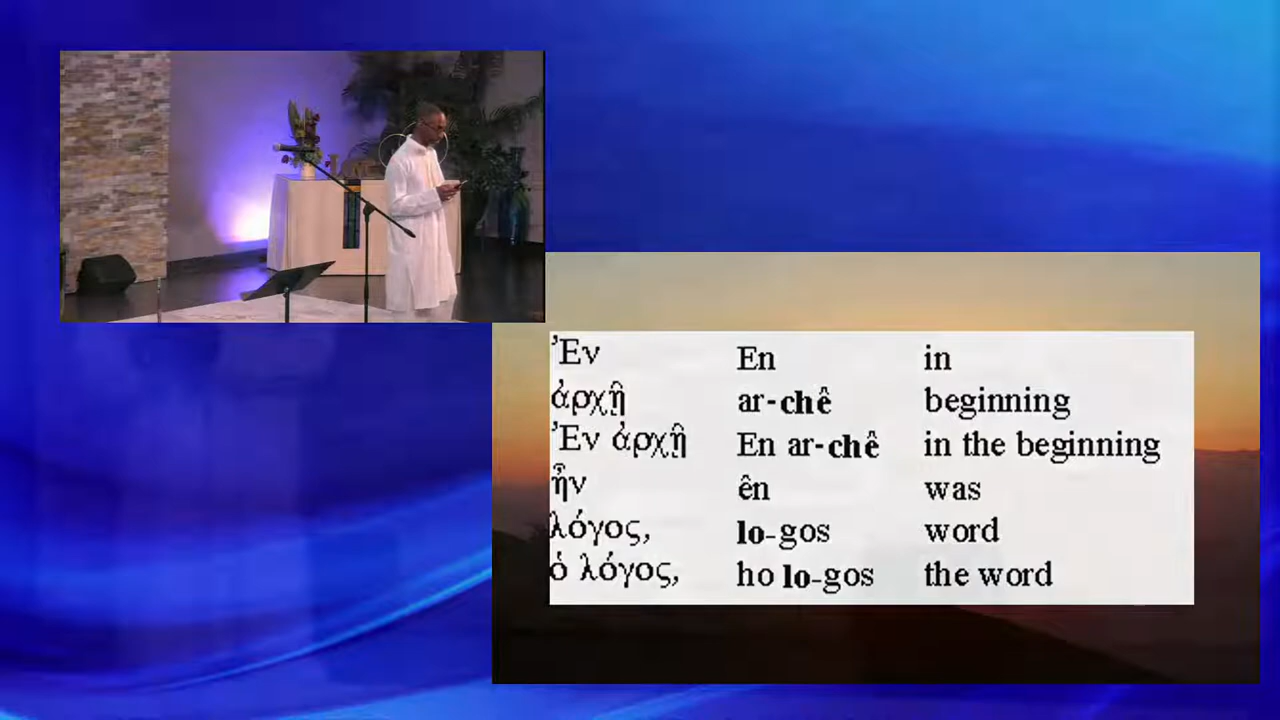 Ἐν En in
ἀρχῇ ar-chê beginning
Ἐν ἀρχῇ En ar-chê in the beginning
ἦν ên was
λόγος, lo-gos word
ὁ λόγος, ho lo-gos the word